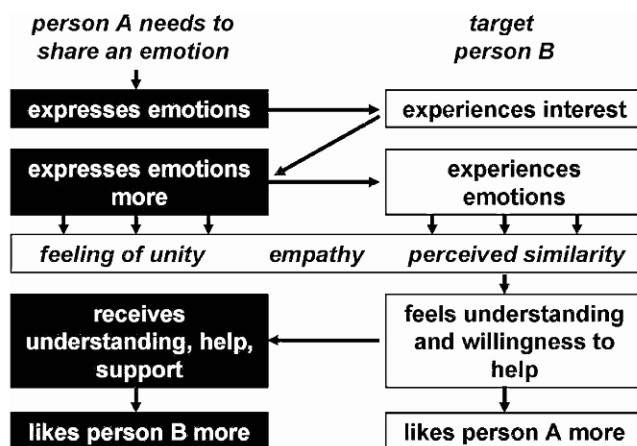 person A needs to
share an emotion
target
person B
expresses emotions
experiences interest
expresses emotions
more
experiences
emotions
feeling of unity empathy perceived similarity
receives
understanding, help,
support
feels understanding
and willingness to
help
likes person B more
likes person A more